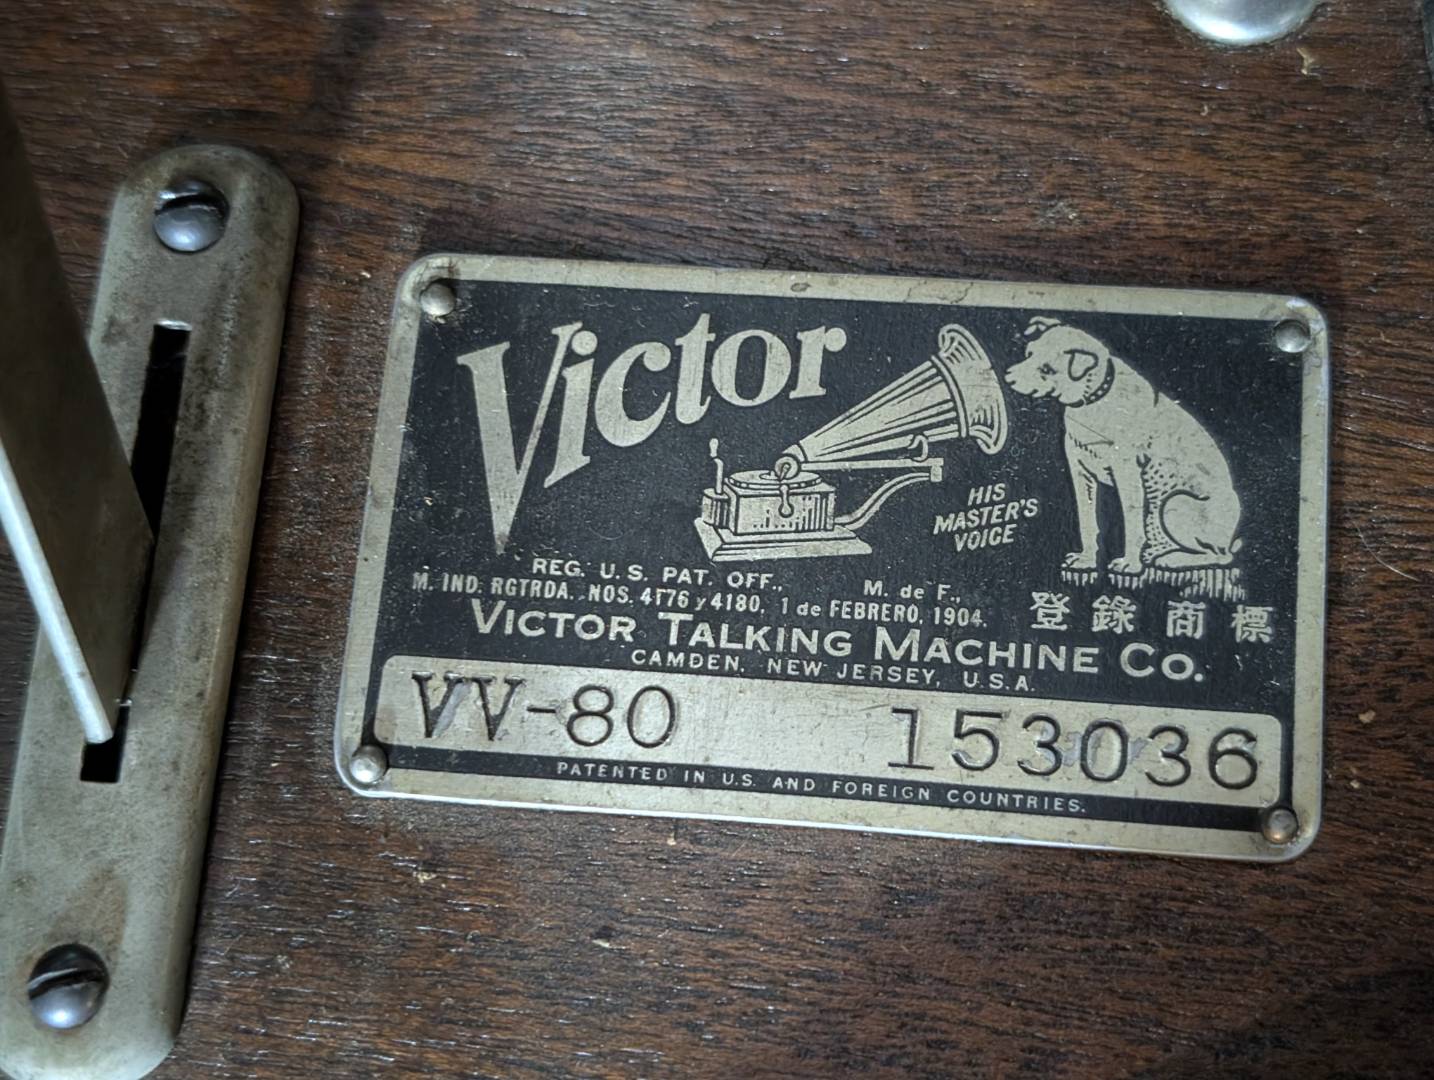 Victor
HIS
MASTER'S
VOICE
REG. U.S. PAT. OFF., M. de F.,
M. IND. RGTRDA. NOS. 4176 y 4180, 1 de FEBRERO, 1904.
登錄商標
VICTOR TALKING MACHINE CO.
CAMDEN, NEW JERSEY, U.S.A.
VV-80 153036
PATENTED IN U.S. AND FOREIGN COUNTRIES.